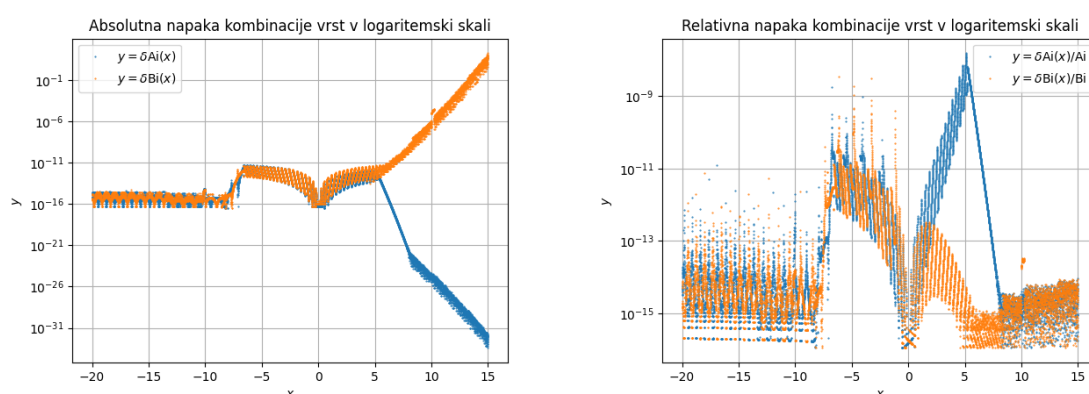 Absolutna napaka kombinacije vrst v logaritemski skali
y = δAi(x)
y = δBi(x)
10⁻¹
10⁻⁶
10⁻¹¹
10⁻¹⁶
10⁻²¹
10⁻²⁶
10⁻³¹
y
−20 −15 −10 −5 0 5 10 15
x
Relativna napaka kombinacije vrst v logaritemski skali
y = δAi(x)/Ai
y = δBi(x)/Bi
10⁻⁹
10⁻¹¹
10⁻¹³
10⁻¹⁵
y
−20 −15 −10 −5 0 5 10 15
x